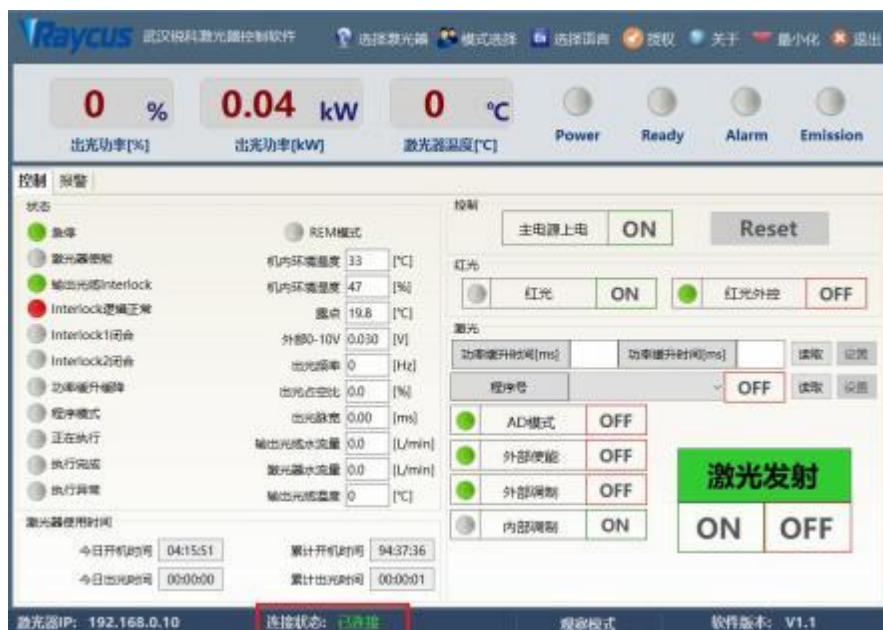 Raycus 武汉锐科激光器控制软件 选择激光器 模式选择 选择语言 授权 关于 最小化 退出
0 % 0.04 kW 0 °C
出光功率[%] 出光功率[kW] 激光器温度[°C] Power Ready Alarm Emission
控制 报警
状态
急停
激光器使能
输出光缆Interlock
Interlock逻辑正常
Interlock1闭合
Interlock2闭合
功率缓升缓降
程序模式
正在执行
执行完成
执行异常
REM模式
机内环境温度 33 [°C]
机内环境湿度 47 [%]
露点 19.8 [°C]
外部0-10V 0.030 [V]
出光频率 0 [Hz]
出光占空比 0.0 [%]
出光脉宽 0.00 [ms]
输出光缆水流量 0.0 [L/min]
激光器水流量 0.0 [L/min]
输出光缆温度 0 [°C]
激光器使用时间
今日开机时间 04:15:51 累计开机时间 94:37:36
今日出光时间 00:00:00 累计出光时间 00:00:01
控制
主电源上电 ON Reset
红光
红光 ON 红光外控 OFF
激光
功率缓升时间[ms] 功率缓升时间[ms] 读取 设置
程序号 OFF 读取 设置
AD模式 OFF
外部使能 OFF
外部调制 OFF
内部调制 ON
激光发射
ON OFF
激光器IP: 192.168.0.10 连接状态: 已连接 观察模式 软件版本: V1.1